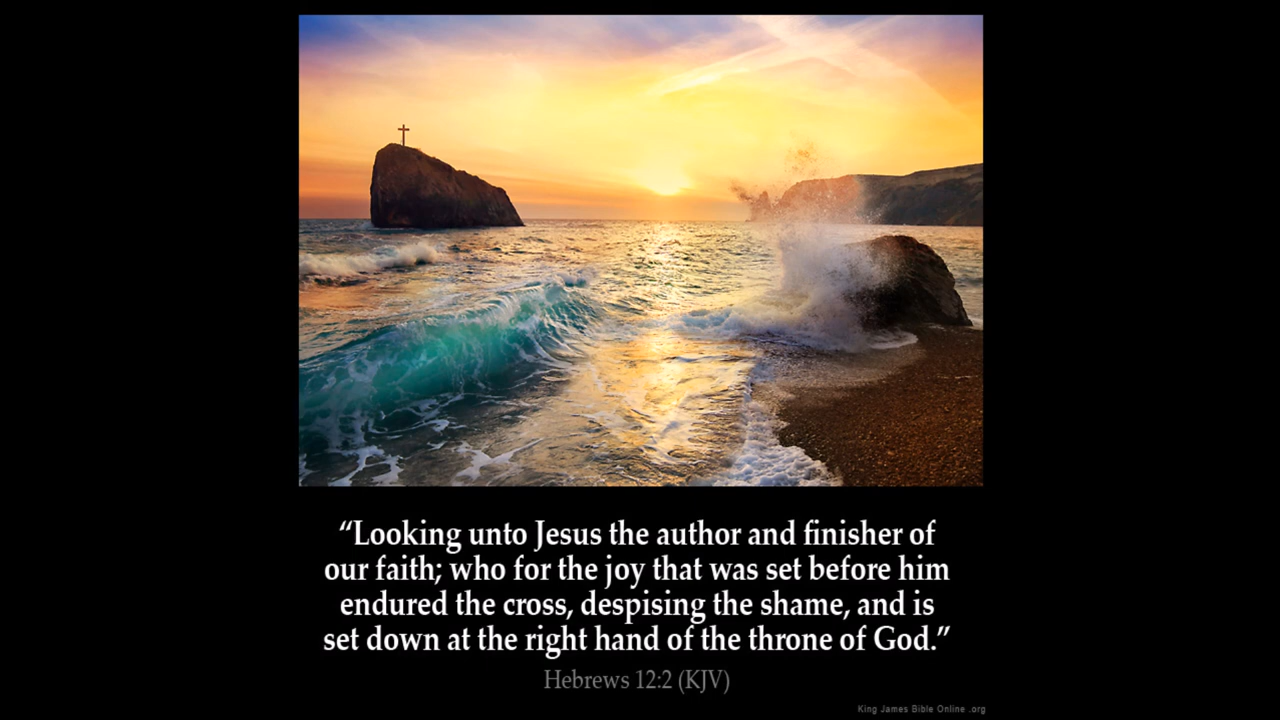 “Looking unto Jesus the author and finisher of
our faith; who for the joy that was set before him
endured the cross, despising the shame, and is
set down at the right hand of the throne of God.”
Hebrews 12:2 (KJV)
King James Bible Online .org